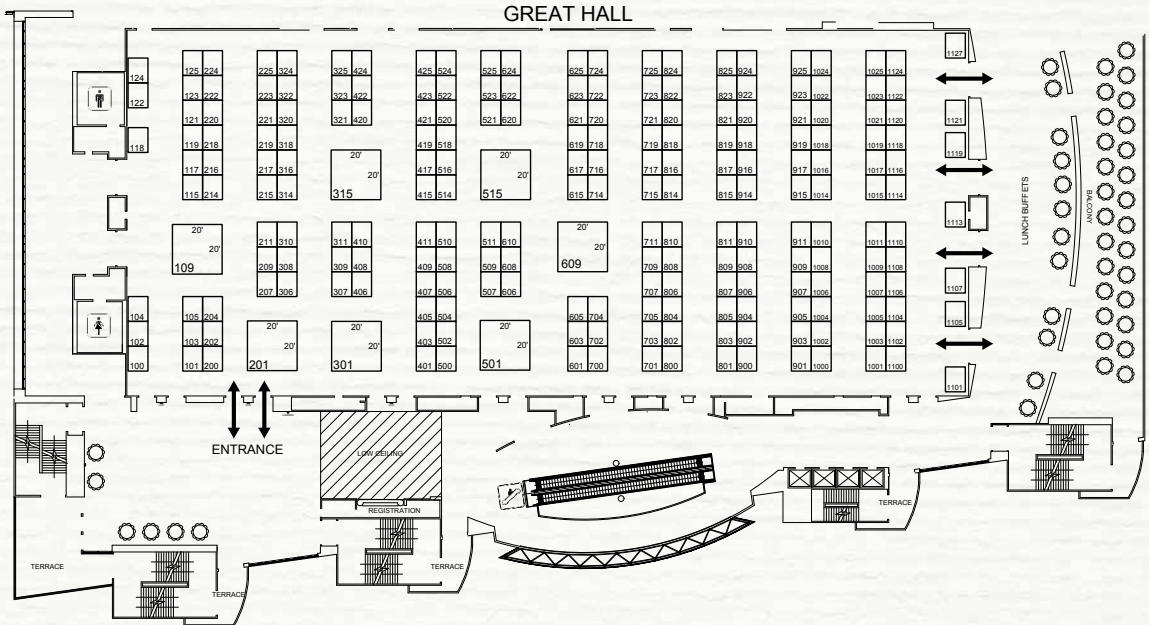 GREAT HALL
125 224 225 324 325 424 425 524 525 624 625 724 725 824 825 924 925 1024 1025 1124 1127
124
123 222 223 322 323 422 423 522 523 622 623 722 723 822 823 922 923 1022 1023 1122
122
121 220 221 320 321 420 421 520 521 620 621 720 721 820 821 920 921 1020 1021 1120 1121
118 119 218 219 318 419 518 619 718 719 818 819 918 919 1018 1019 1118 1119
20' 20'
117 216 217 316 417 516 617 716 717 816 817 916 917 1016 1017 1116
20' 20'
115 214 215 314 315 415 514 515 615 714 715 814 815 914 915 1014 1015 1114
LUNCH BUFFETS
BALCONY
1113
20' 20'
211 310 311 410 411 510 511 610 711 810 811 910 911 1010 1011 1110
20' 20'
109 209 308 309 408 409 508 509 608 609 709 808 809 908 909 1008 1009 1108
207 306 307 406 407 506 507 606 707 806 807 906 907 1006 1007 1106 1107
104 105 204 405 504 605 704 705 804 805 904 905 1004 1005 1104 1105
20' 20' 20'
102 103 202 403 502 603 702 703 802 803 902 903 1002 1003 1102
20' 20' 20'
100 101 200 201 301 401 500 501 601 700 701 800 801 900 901 1000 1001 1100 1101
ENTRANCE
LOW CEILING
REGISTRATION
TERRACE
TERRACE
TERRACE
TERRACE